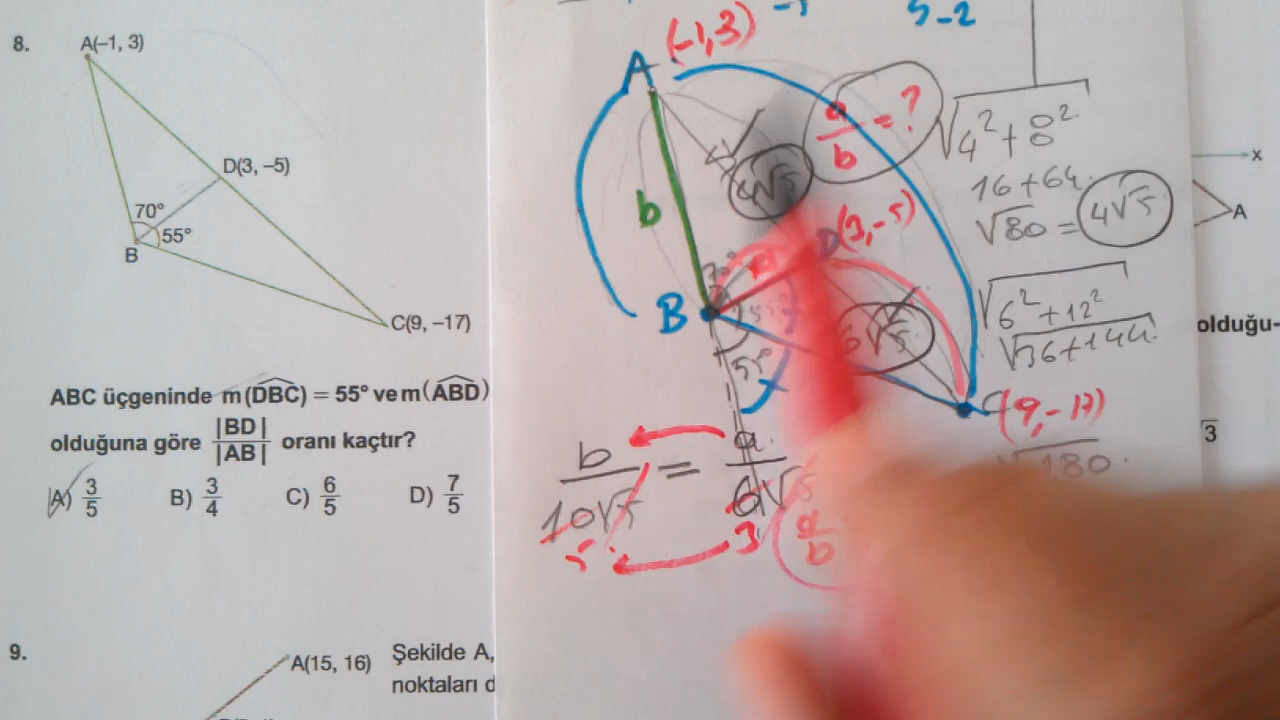 8.
A(−1, 3)
D(3, −5)
70°
55°
B
C(9, −17)
ABC üçgeninde m(DBC) = 55° ve m(ABD)
olduğuna göre |BD| / |AB| oranı kaçtır?
A) 3/5 B) 3/4 C) 6/5 D) 7/5
9.
A(15, 16)
Şekilde A,
noktaları d
5-2
A (-1,3)
a/b = ?
4√5
b
D (3,-5)
70°
B
55°
6√5
C (9,-17)
b/10√5 = a/6√5
5
3
a/b
√4²+8²
16+64
√80 = 4√5
√6²+12²
√36+144
√180
x
A
olduğu-
√3